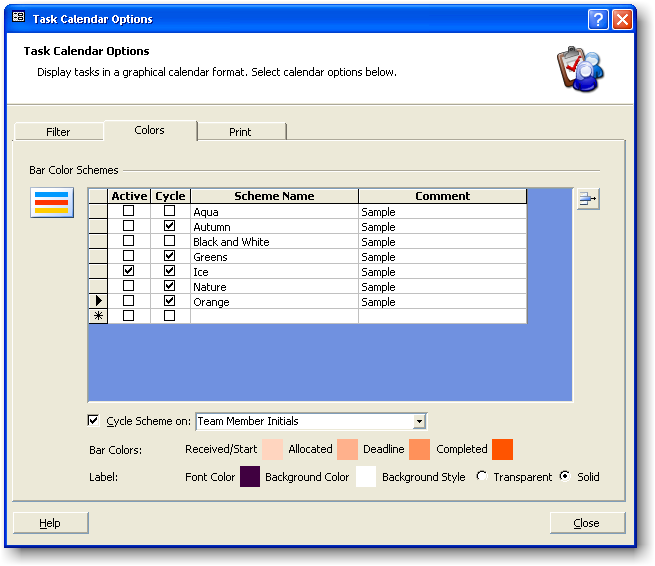 Task Calendar Options
Task Calendar Options
Display tasks in a graphical calendar format. Select calendar options below.
Filter Colors Print
Bar Color Schemes
Active Cycle Scheme Name Comment
Aqua Sample
Autumn Sample
Black and White Sample
Greens Sample
Ice Sample
Nature Sample
Orange Sample
Cycle Scheme on: Team Member Initials
Bar Colors: Received/Start Allocated Deadline Completed
Label: Font Color Background Color Background Style Transparent Solid
Help Close